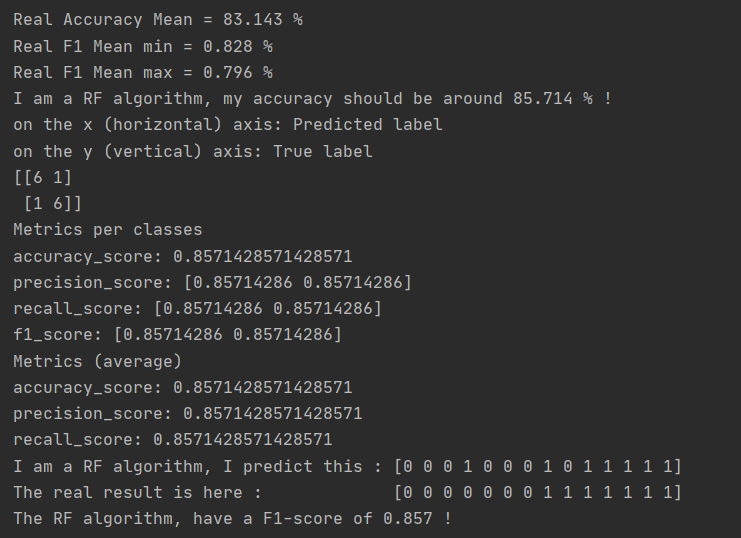 Real Accuracy Mean = 83.143 %
Real F1 Mean min = 0.828 %
Real F1 Mean max = 0.796 %
I am a RF algorithm, my accuracy should be around 85.714 % !
on the x (horizontal) axis: Predicted label
on the y (vertical) axis: True label
[[6 1]
 [1 6]]
Metrics per classes
accuracy_score: 0.8571428571428571
precision_score: [0.85714286 0.85714286]
recall_score: [0.85714286 0.85714286]
f1_score: [0.85714286 0.85714286]
Metrics (average)
accuracy_score: 0.8571428571428571
precision_score: 0.8571428571428571
recall_score: 0.8571428571428571
I am a RF algorithm, I predict this : [0 0 0 1 0 0 0 1 0 1 1 1 1 1]
The real result is here :             [0 0 0 0 0 0 0 1 1 1 1 1 1 1]
The RF algorithm, have a F1-score of 0.857 !